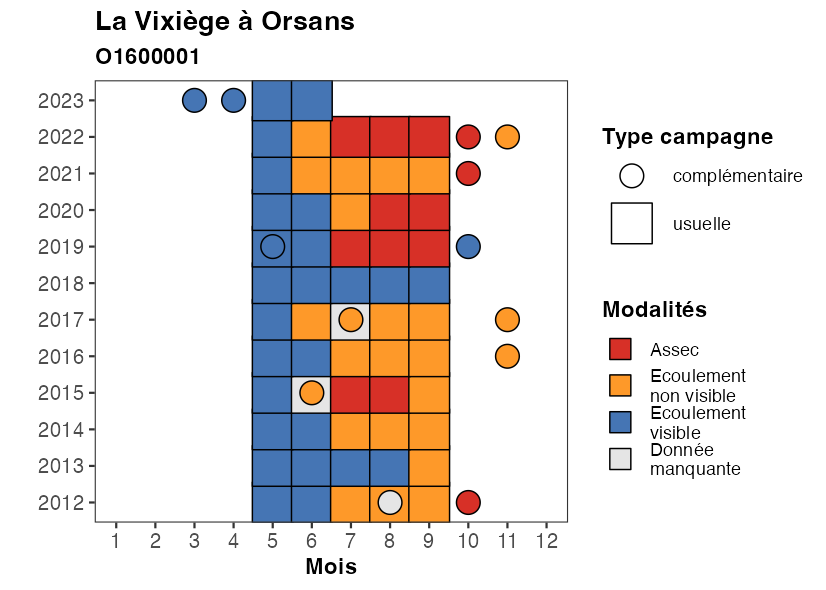 La Vixiège à Orsans
O1600001
2023
2022
2021
2020
2019
2018
2017
2016
2015
2014
2013
2012
1 2 3 4 5 6 7 8 9 10 11 12
Mois
Type campagne
complémentaire
usuelle
Modalités
Assec
Ecoulement
non visible
Ecoulement
visible
Donnée
manquante